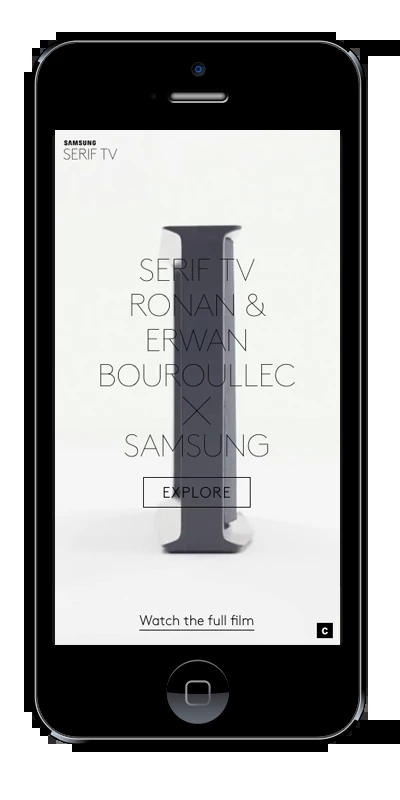 SAMSUNG
SERIF TV
SERIF TV
RONAN &
ERWAN
BOUROULLEC
X
SAMSUNG
EXPLORE
Watch the full film
C